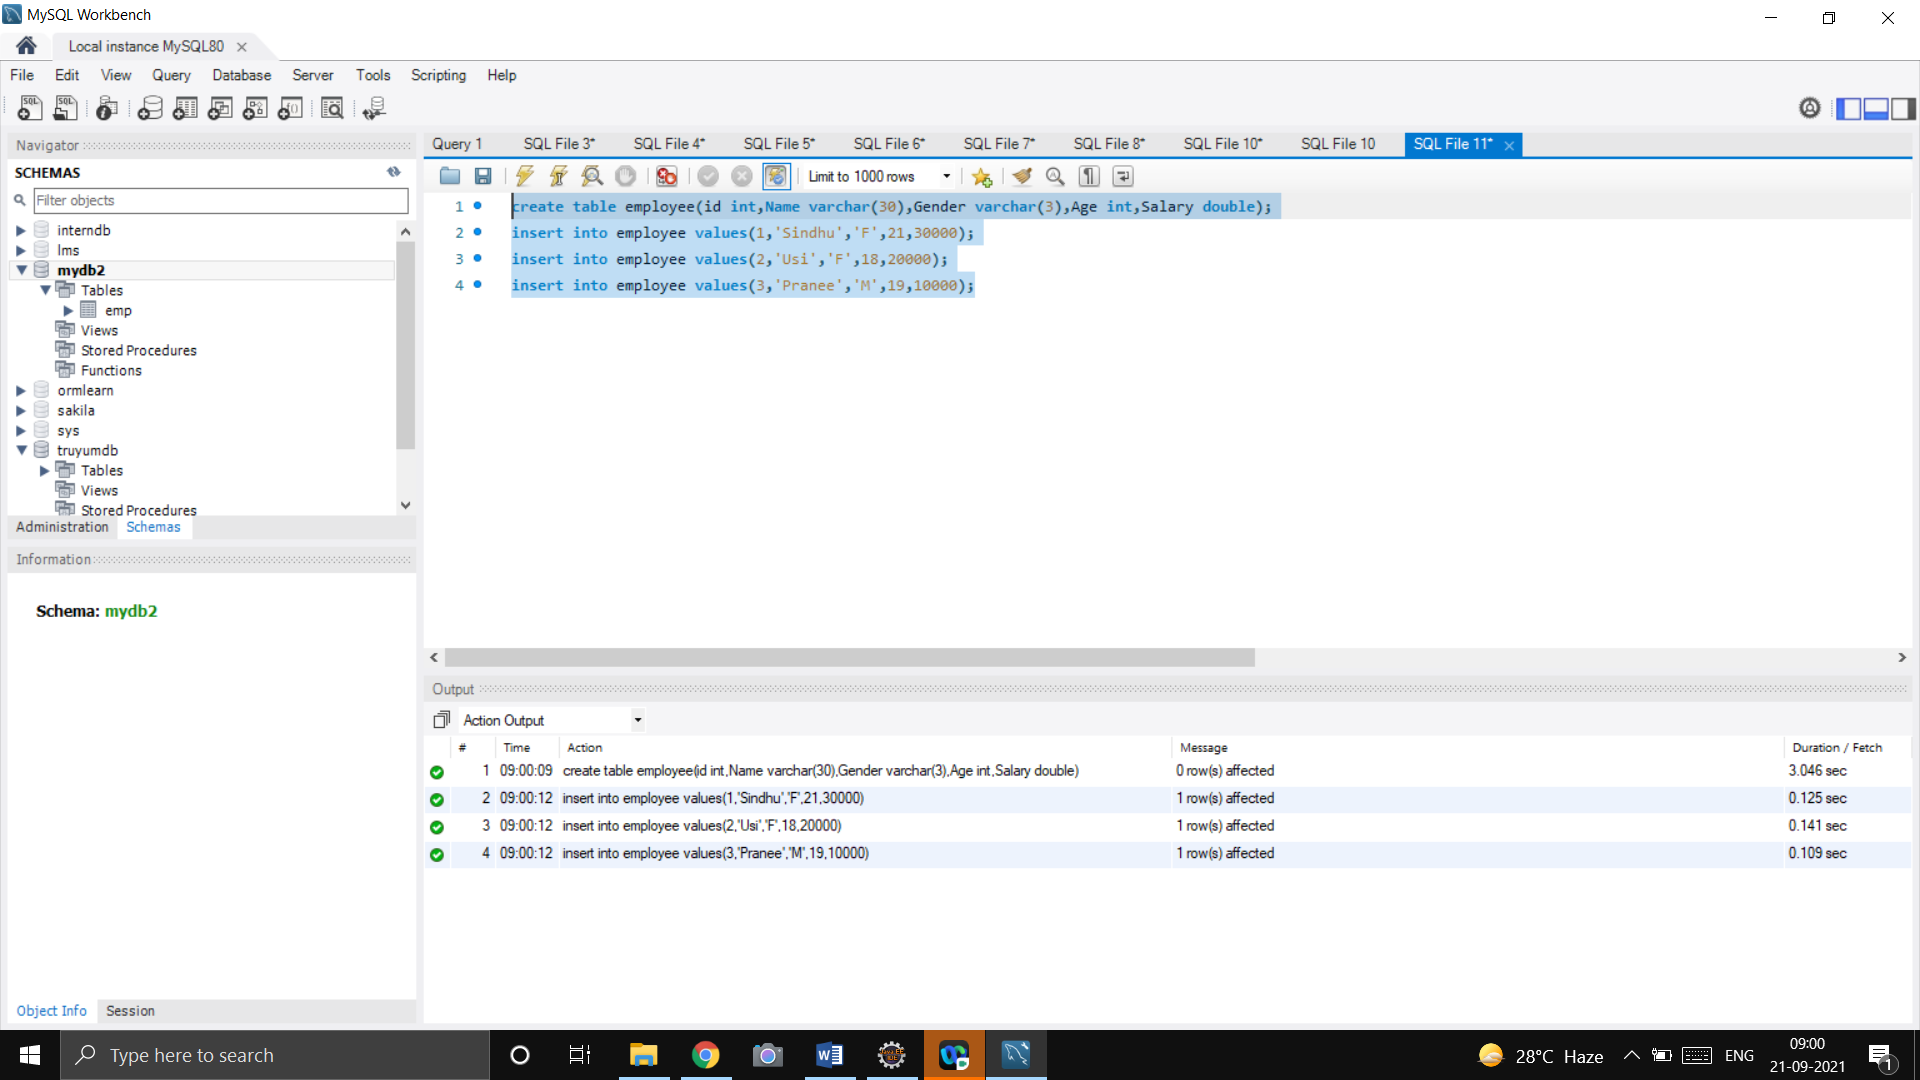 MySQL Workbench
Local instance MySQL80
File Edit View Query Database Server Tools Scripting Help
Navigator
SCHEMAS
Filter objects
interndb
lms
mydb2
Tables
emp
Views
Stored Procedures
Functions
ormlearn
sakila
sys
truyumdb
Tables
Views
Stored Procedures
Administration Schemas
Information
Schema: mydb2
Object Info Session
Query 1 SQL File 3* SQL File 4* SQL File 5* SQL File 6* SQL File 7* SQL File 8* SQL File 10* SQL File 10 SQL File 11*
Limit to 1000 rows
1 create table employee(id int,Name varchar(30),Gender varchar(3),Age int,Salary double);
2 insert into employee values(1,'Sindhu','F',21,30000);
3 insert into employee values(2,'Usi','F',18,20000);
4 insert into employee values(3,'Pranee','M',19,10000);
Output
Action Output
# Time Action Message Duration / Fetch
1 09:00:09 create table employee(id int,Name varchar(30),Gender varchar(3),Age int,Salary double) 0 row(s) affected 3.046 sec
2 09:00:12 insert into employee values(1,'Sindhu','F',21,30000) 1 row(s) affected 0.125 sec
3 09:00:12 insert into employee values(2,'Usi','F',18,20000) 1 row(s) affected 0.141 sec
4 09:00:12 insert into employee values(3,'Pranee','M',19,10000) 1 row(s) affected 0.109 sec
Type here to search
28°C Haze
ENG
09:00
21-09-2021
1